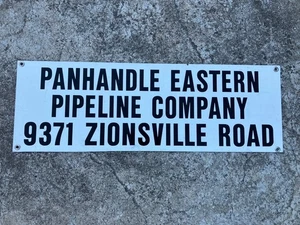 PANHANDLE EASTERN
PIPELINE COMPANY
9371 ZIONSVILLE ROAD